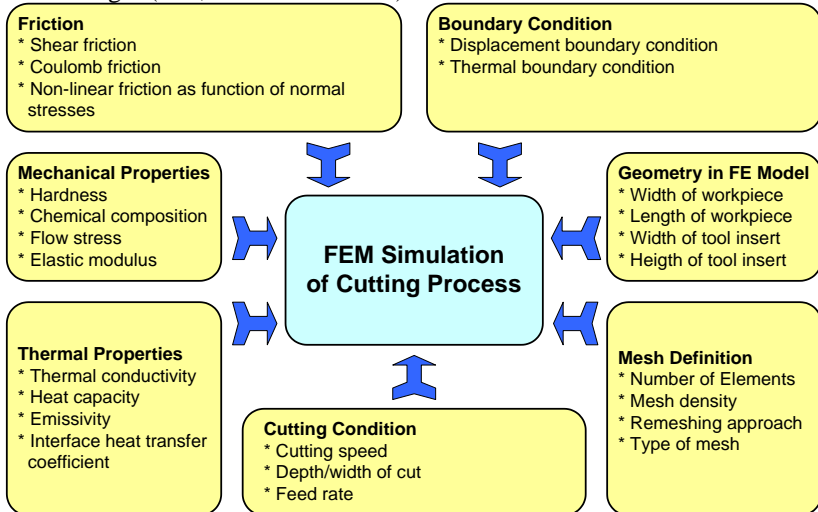 Friction
* Shear friction
* Coulomb friction
* Non-linear friction as function of normal
stresses
Boundary Condition
* Displacement boundary condition
* Thermal boundary condition
Mechanical Properties
* Hardness
* Chemical composition
* Flow stress
* Elastic modulus
FEM Simulation
of Cutting Process
Geometry in FE Model
* Width of workpiece
* Length of workpiece
* Width of tool insert
* Heigth of tool insert
Thermal Properties
* Thermal conductivity
* Heat capacity
* Emissivity
* Interface heat transfer
coefficient
Cutting Condition
* Cutting speed
* Depth/width of cut
* Feed rate
Mesh Definition
* Number of Elements
* Mesh density
* Remeshing approach
* Type of mesh